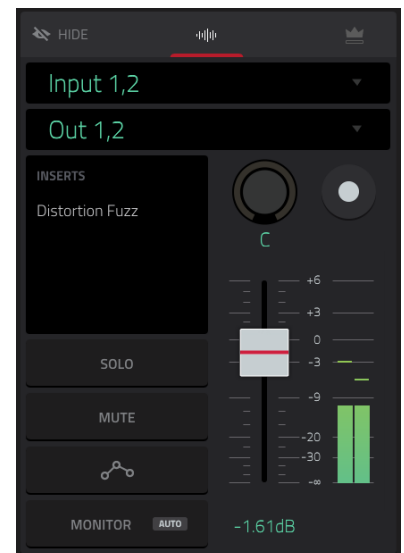 HIDE
Input 1,2
Out 1,2
INSERTS
Distortion Fuzz
C
+6
+3
0
-3
-9
-20
-30
-∞
SOLO
MUTE
MONITOR AUTO
-1.61dB